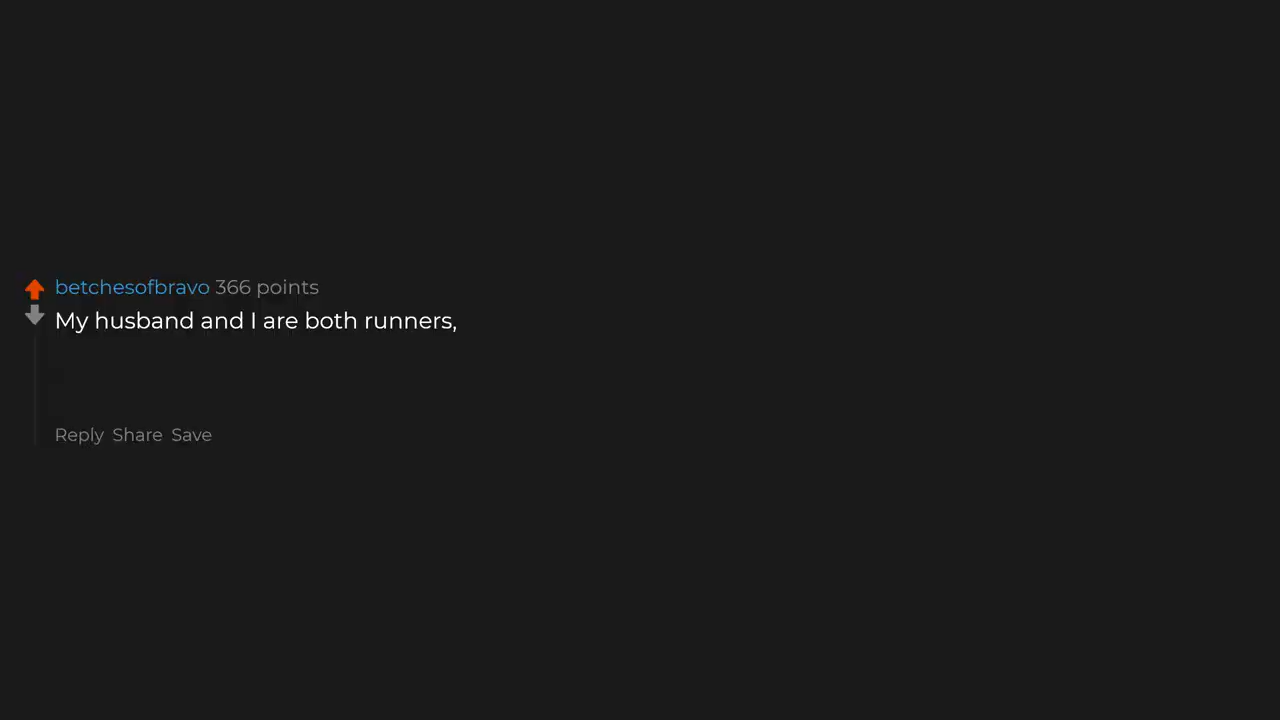 betchesofbravo 366 points
My husband and I are both runners,
Reply Share Save